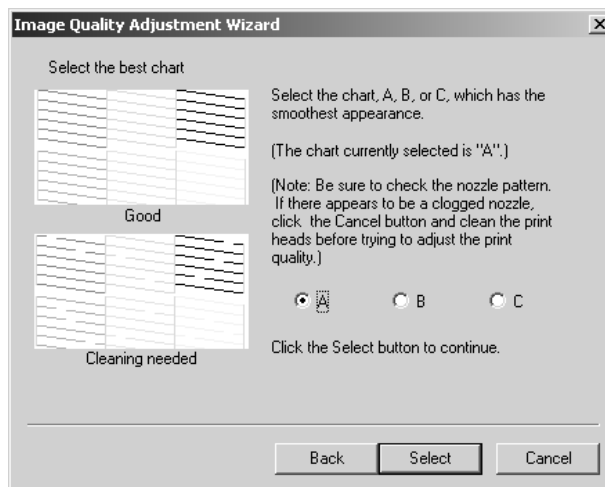 Image Quality Adjustment Wizard
Select the best chart
Good
Cleaning needed
Select the chart, A, B, or C, which has the
smoothest appearance.
(The chart currently selected is "A".)
(Note: Be sure to check the nozzle pattern.
If there appears to be a clogged nozzle,
click the Cancel button and clean the print
heads before trying to adjust the print
quality.)
A B C
Click the Select button to continue.
Back Select Cancel